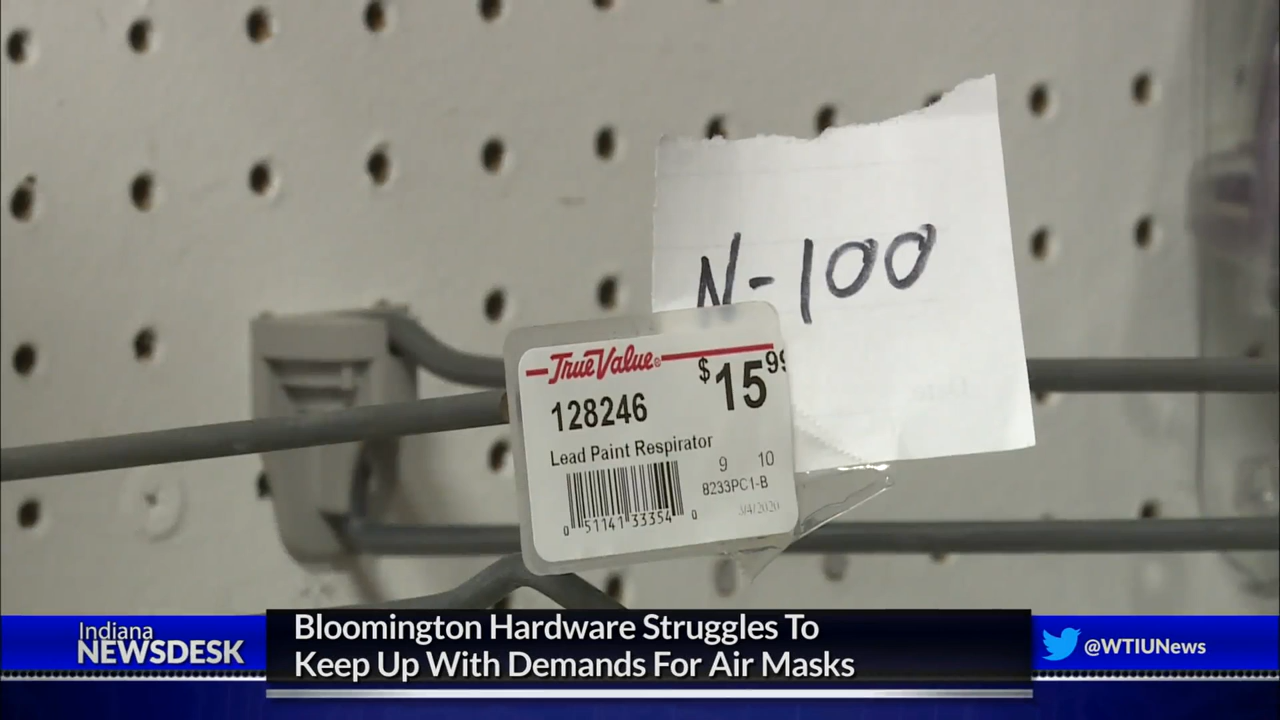 N-100
True Value
$15.99
128246
Lead Paint Respirator
9 10
8233PC1-B
0 51141 33354 0
3/4/2020
Indiana
NEWSDESK
Bloomington Hardware Struggles To
Keep Up With Demands For Air Masks
@WTIUNews